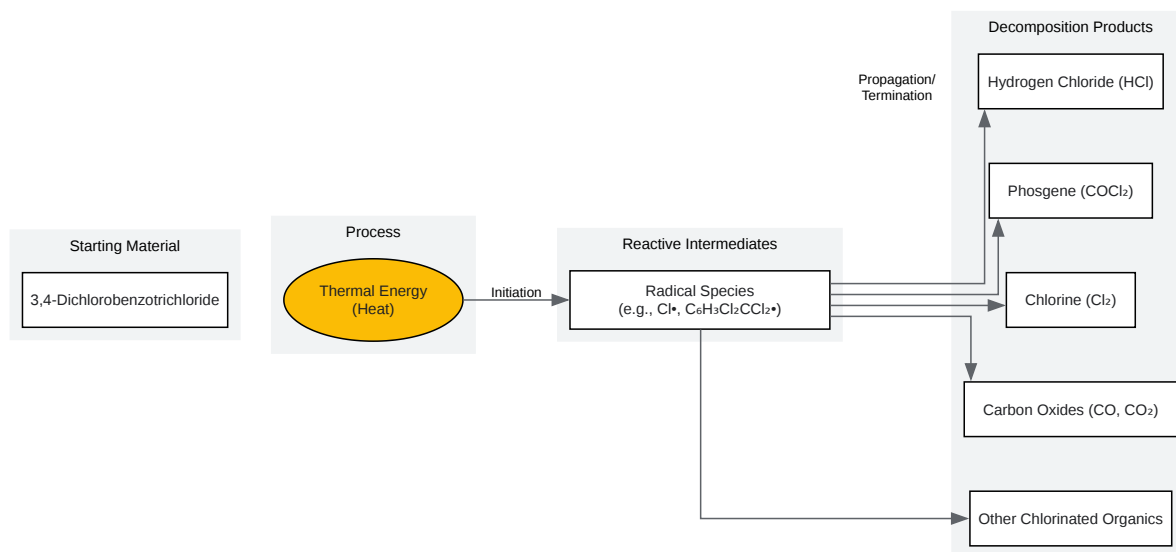 Starting Material
3,4-Dichlorobenzotrichloride
Process
Thermal Energy
(Heat)
Initiation
Reactive Intermediates
Radical Species
(e.g., Cl•, C₆H₃Cl₂CCl₂•)
Propagation/
Termination
Decomposition Products
Hydrogen Chloride (HCl)
Phosgene (COCl₂)
Chlorine (Cl₂)
Carbon Oxides (CO, CO₂)
Other Chlorinated Organics